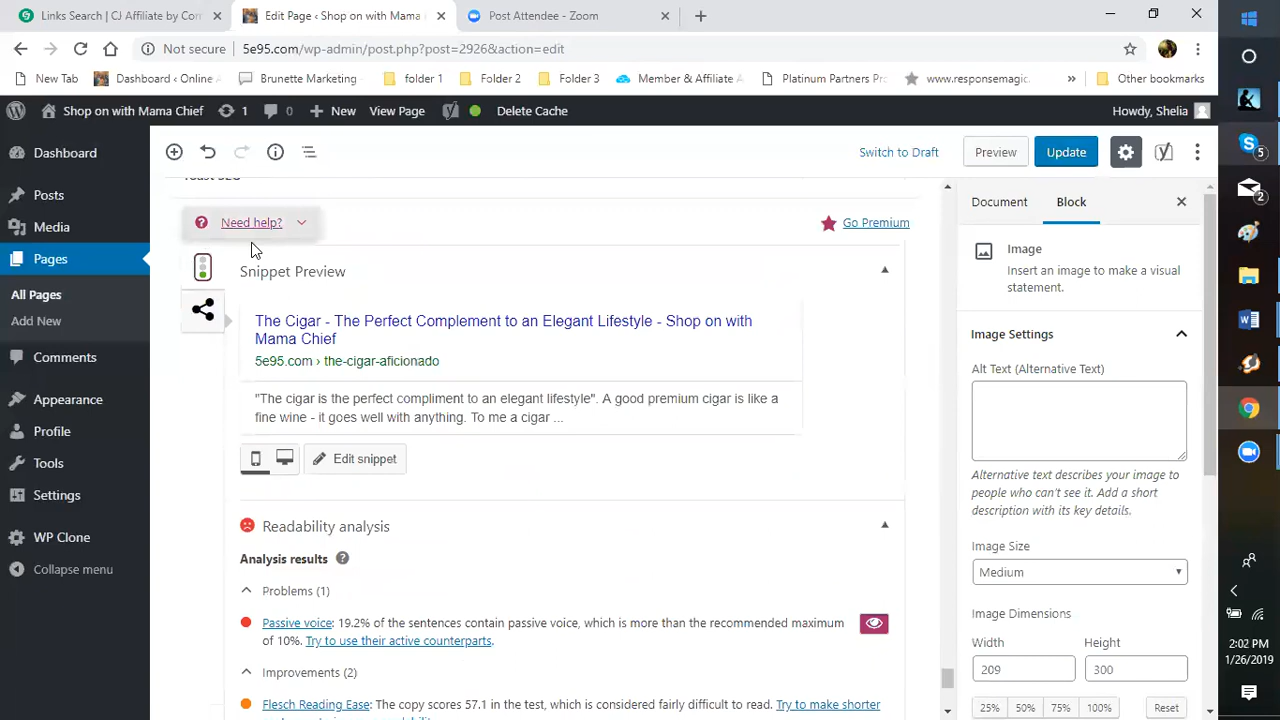 Links Search | CJ Affiliate by Com
Edit Page ‹ Shop on with Mama
Post Attendee - Zoom
Not secure
5e95.com/wp-admin/post.php?post=2926&action=edit
New Tab
Dashboard ‹ Online
Brunette Marketing
folder 1
Folder 2
Folder 3
Member & Affiliate
Platinum Partners Pr
www.responsemagic.
»
Other bookmarks
Shop on with Mama Chief
1
0
New
View Page
Delete Cache
Howdy, Shelia
Dashboard
Posts
Media
Pages
All Pages
Add New
Comments
Appearance
Profile
Tools
Settings
WP Clone
Collapse menu
Switch to Draft
Preview
Update
Need help?
Go Premium
Snippet Preview
The Cigar - The Perfect Complement to an Elegant Lifestyle - Shop on with
Mama Chief
5e95.com › the-cigar-aficionado
"The cigar is the perfect compliment to an elegant lifestyle". A good premium cigar is like a
fine wine - it goes well with anything. To me a cigar ...
Edit snippet
Readability analysis
Analysis results
Problems (1)
Passive voice: 19.2% of the sentences contain passive voice, which is more than the recommended maximum
of 10%. Try to use their active counterparts.
Improvements (2)
Flesch Reading Ease: The copy scores 57.1 in the test, which is considered fairly difficult to read. Try to make shorter
Document
Block
Image
Insert an image to make a visual
statement.
Image Settings
Alt Text (Alternative Text)
Alternative text describes your image to
people who can't see it. Add a short
description with its key details.
Image Size
Medium
Image Dimensions
Width
Height
209
300
25%
50%
75%
100%
Reset
5
2
2:02 PM
1/26/2019